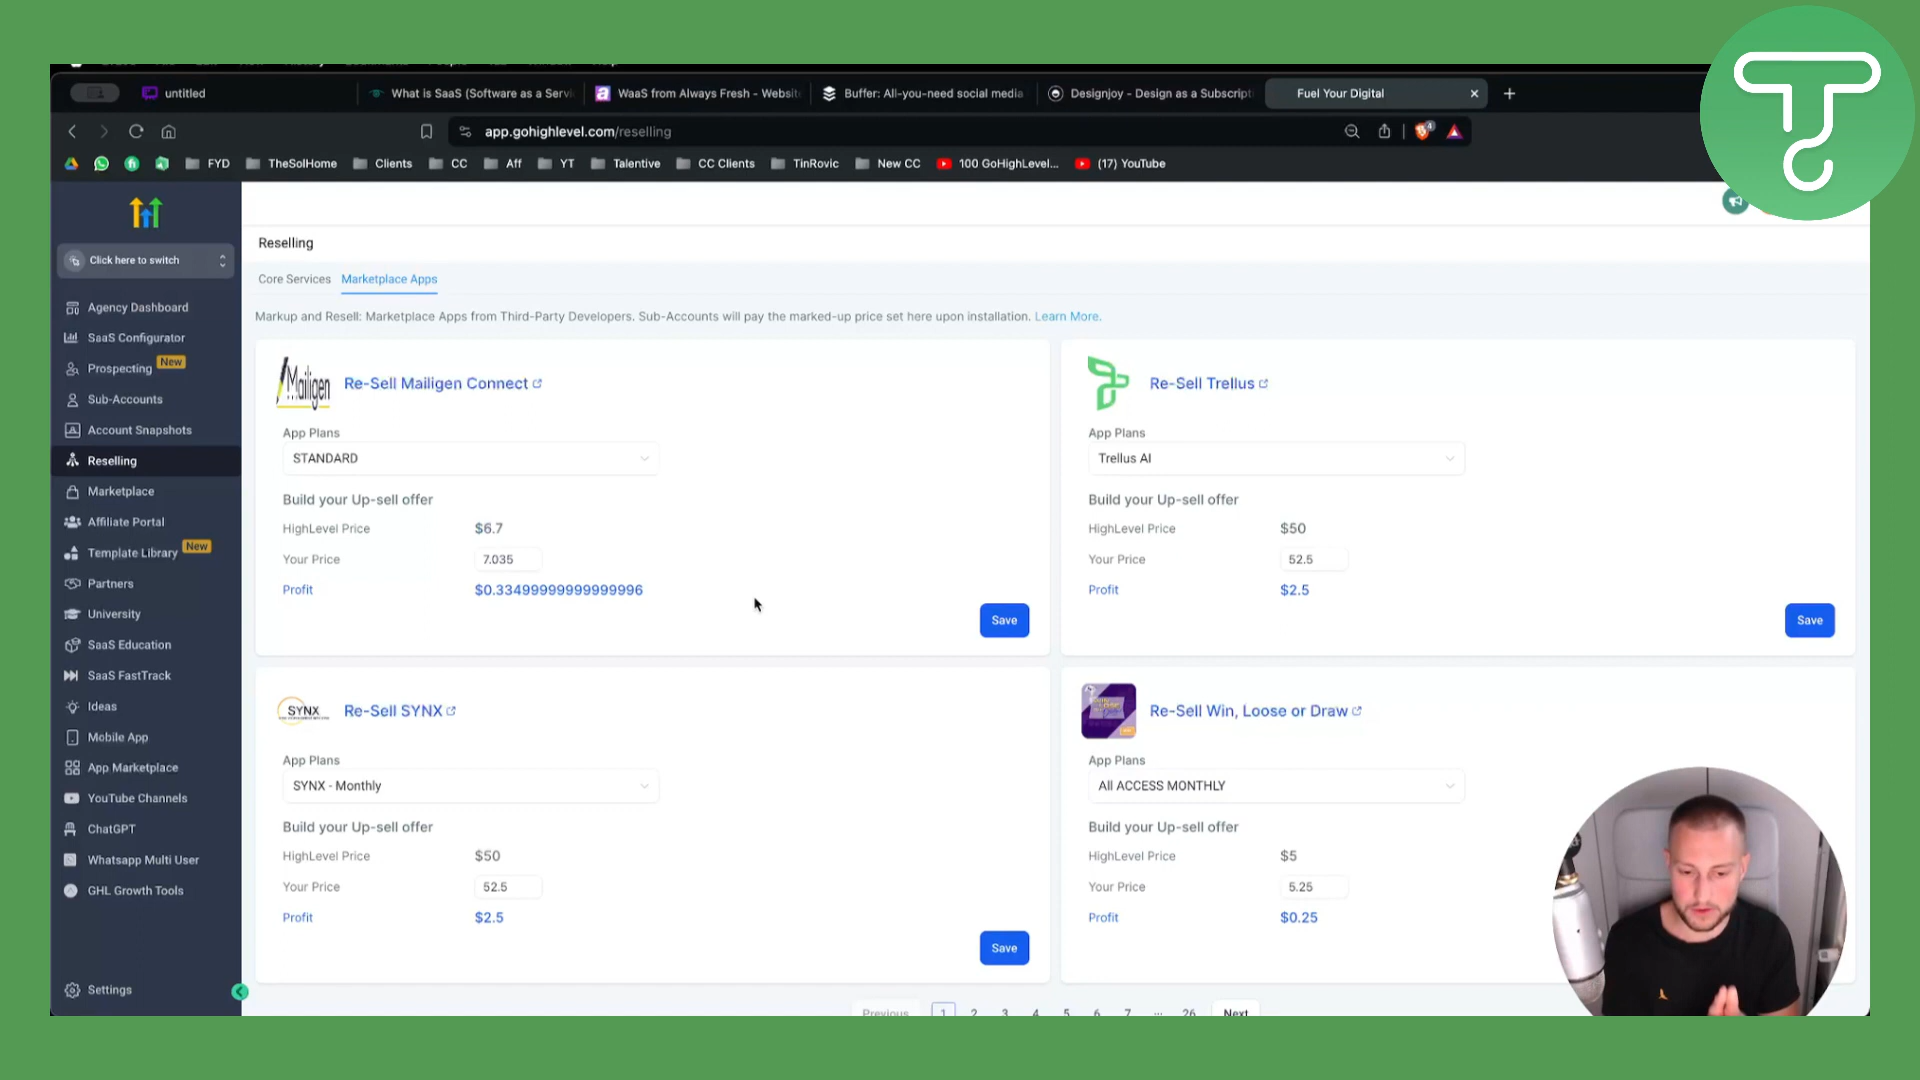 untitled
What is SaaS (Software as a Servi
WaaS from Always Fresh - Website
Buffer: All-you-need social media
Designjoy - Design as a Subscripti
Fuel Your Digital
app.gohighlevel.com/reselling
4
FYD
TheSolHome
Clients
CC
Aff
YT
Talentive
CC Clients
TinRovic
New CC
100 GoHighLevel...
(17) YouTube
Click here to switch
Agency Dashboard
SaaS Configurator
Prospecting New
Sub-Accounts
Account Snapshots
Reselling
Marketplace
Affiliate Portal
Template Library New
Partners
University
SaaS Education
SaaS FastTrack
Ideas
Mobile App
App Marketplace
YouTube Channels
ChatGPT
Whatsapp Multi User
GHL Growth Tools
Settings
Reselling
Core Services
Marketplace Apps
Markup and Resell: Marketplace Apps from Third-Party Developers. Sub-Accounts will pay the marked-up price set here upon installation. Learn More.
Mailigen
Re-Sell Mailigen Connect
App Plans
STANDARD
Build your Up-sell offer
HighLevel Price $6.7
Your Price 7.035
Profit $0.33499999999999996
Save
Re-Sell Trellus
App Plans
Trellus AI
Build your Up-sell offer
HighLevel Price $50
Your Price 52.5
Profit $2.5
Save
SYNX
Re-Sell SYNX
App Plans
SYNX - Monthly
Build your Up-sell offer
HighLevel Price $50
Your Price 52.5
Profit $2.5
Save
Re-Sell Win, Loose or Draw
App Plans
All ACCESS MONTHLY
Build your Up-sell offer
HighLevel Price $5
Your Price 5.25
Profit $0.25
Previous 1 2 3 4 5 6 7 ... 26 Next